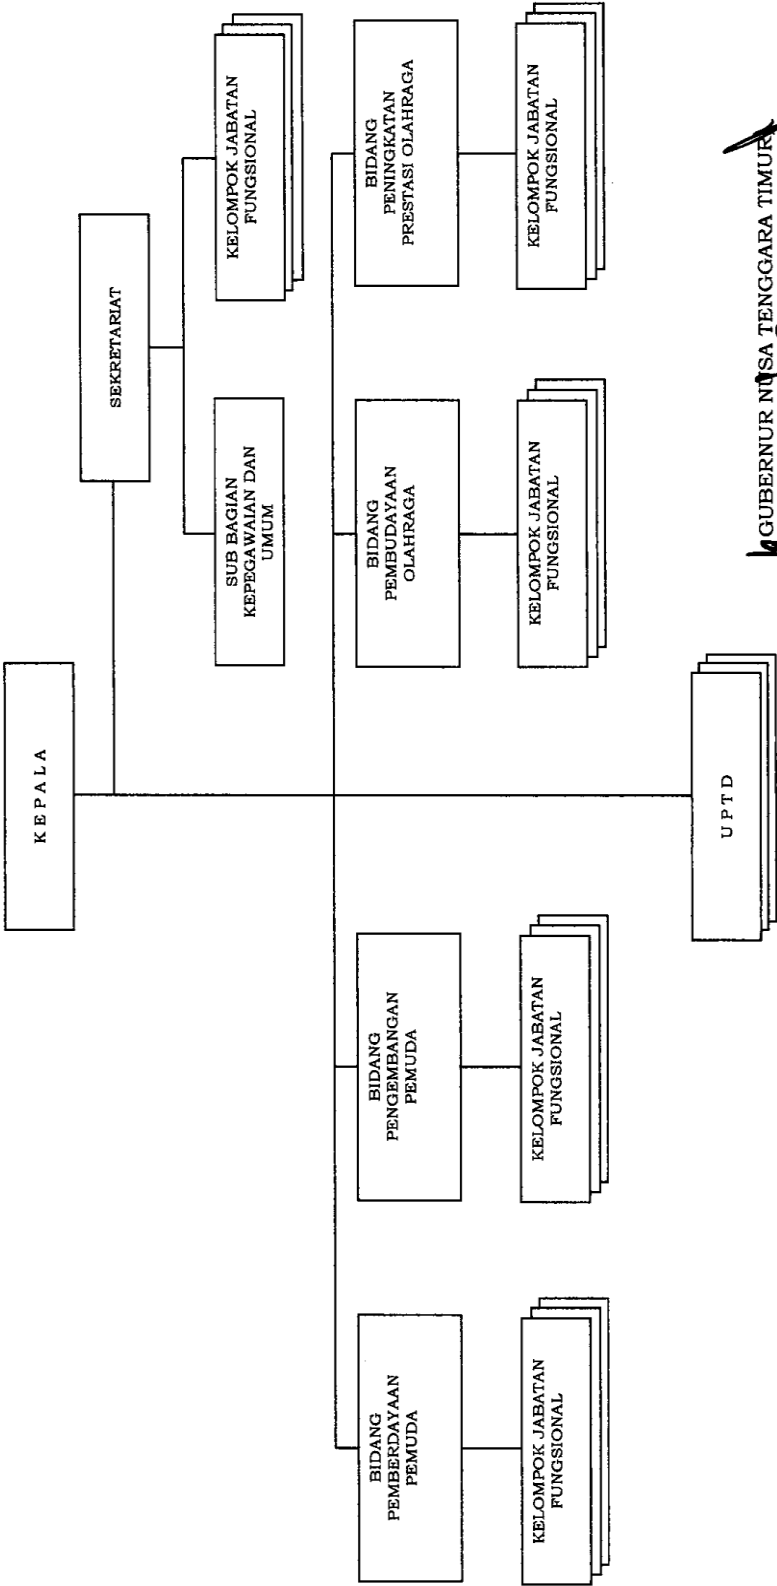 K E P A L A
SEKRETARIAT
SUB BAGIAN
KEPEGAWAIAN DAN
UMUM
KELOMPOK JABATAN
FUNGSIONAL
BIDANG
PEMBERDAYAAN
PEMUDA
BIDANG
PENGEMBANGAN
PEMUDA
BIDANG
PEMBUDAYAAN
OLAHRAGA
BIDANG
PENINGKATAN
PRESTASI OLAHRAGA
KELOMPOK JABATAN
FUNGSIONAL
KELOMPOK JABATAN
FUNGSIONAL
KELOMPOK JABATAN
FUNGSIONAL
KELOMPOK JABATAN
FUNGSIONAL
U P T D
GUBERNUR NUSA TENGGARA TIMUR